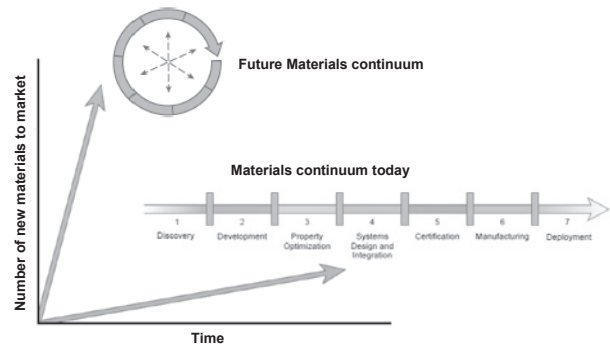 Future Materials continuum
Number of new materials to market
Materials continuum today
1 2 3 4 5 6 7
Discovery Development Property Systems Certification Manufacturing Deployment
Optimization Design and
Integration
Time